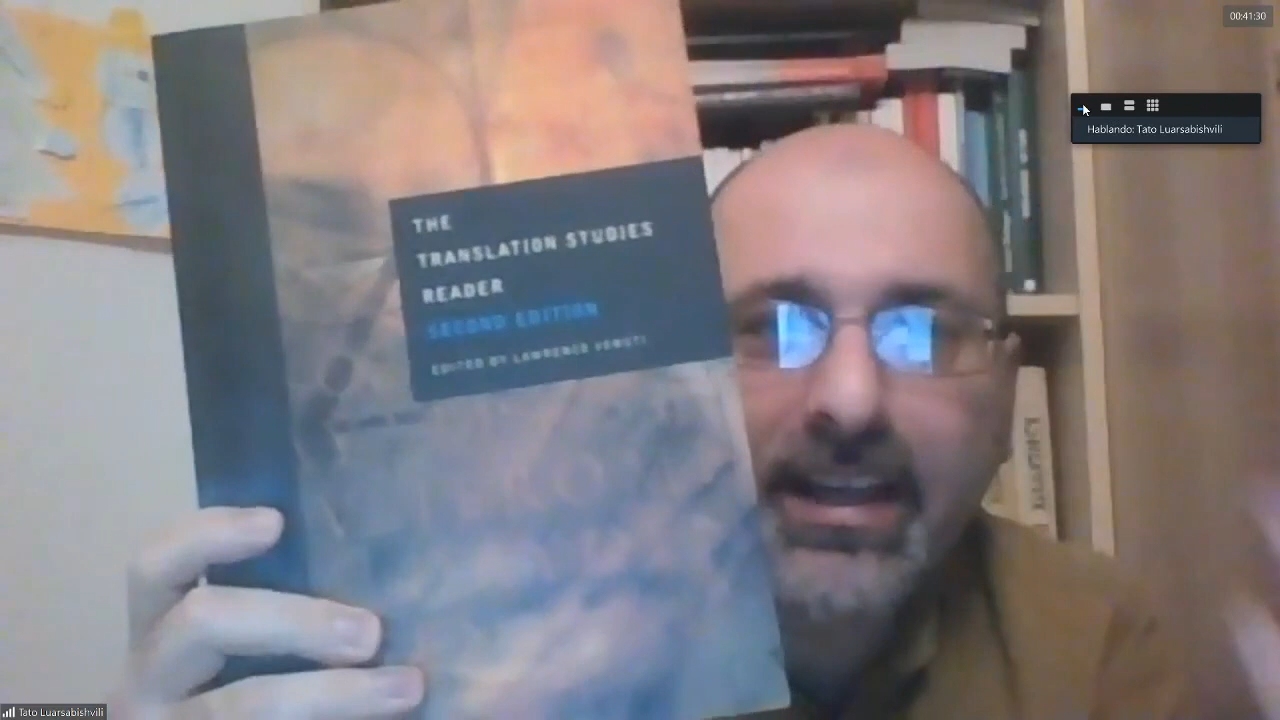 00:41:30
Hablando: Tato Luarsabishvili
THE
TRANSLATION STUDIES
READER
SECOND EDITION
EDITED BY LAWRENCE VENUTI
Tato Luarsabishvili